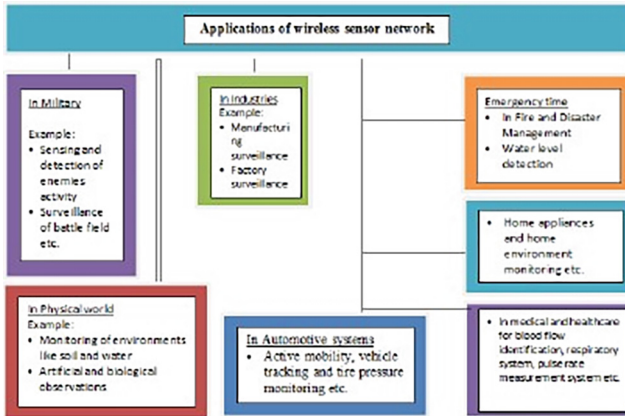 Applications of wireless sensor network
In Military
Example:
• Sensing and
detection of
enemies
activity
• Surveillance
of battle field
etc.
In Industries
Example:
• Manufacturi
ng
surveillance
• Factory
surveillance
Emergency time
• In Fire and Disaster
Management
• Water level
detection
• Home appliances
and home
environment
monitoring etc.
In Physical world
Example:
• Monitoring of environments
like soil and water
• Artificial and biological
observations
In Automotive systems
• Active mobility, vehicle
tracking and tire pressure
monitoring etc.
• In medical and healthcare
for blood flow
identification, respiratory
system, pulse rate
measurement system etc.